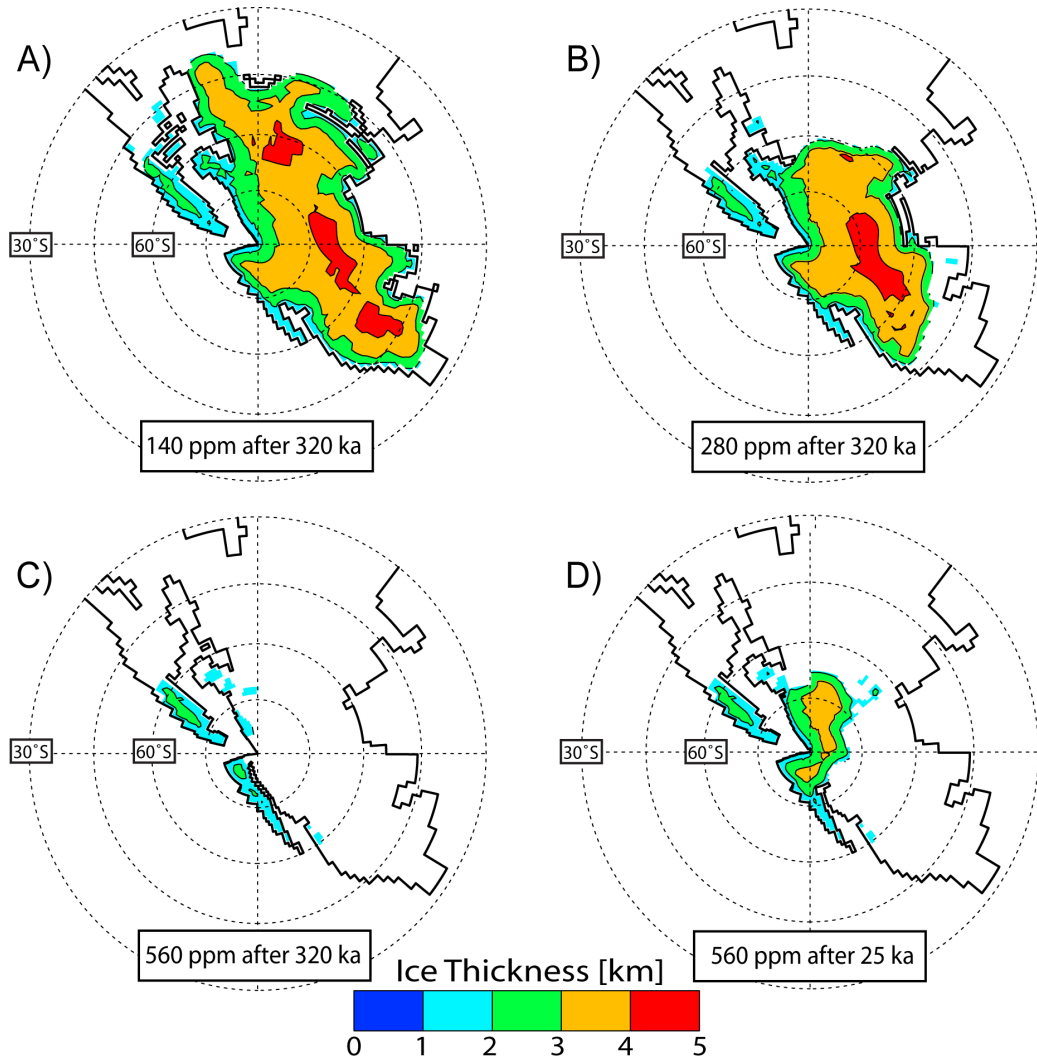 A)
B)
30°S
60°S
30°S
60°S
140 ppm after 320 ka
280 ppm after 320 ka
C)
D)
30°S
60°S
30°S
60°S
560 ppm after 320 ka
560 ppm after 25 ka
Ice Thickness [km]
0 1 2 3 4 5